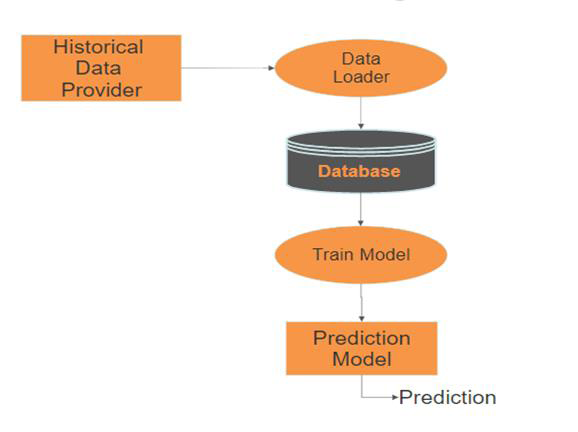 Historical
Data
Provider
Data
Loader
Database
Train Model
Prediction
Model
Prediction